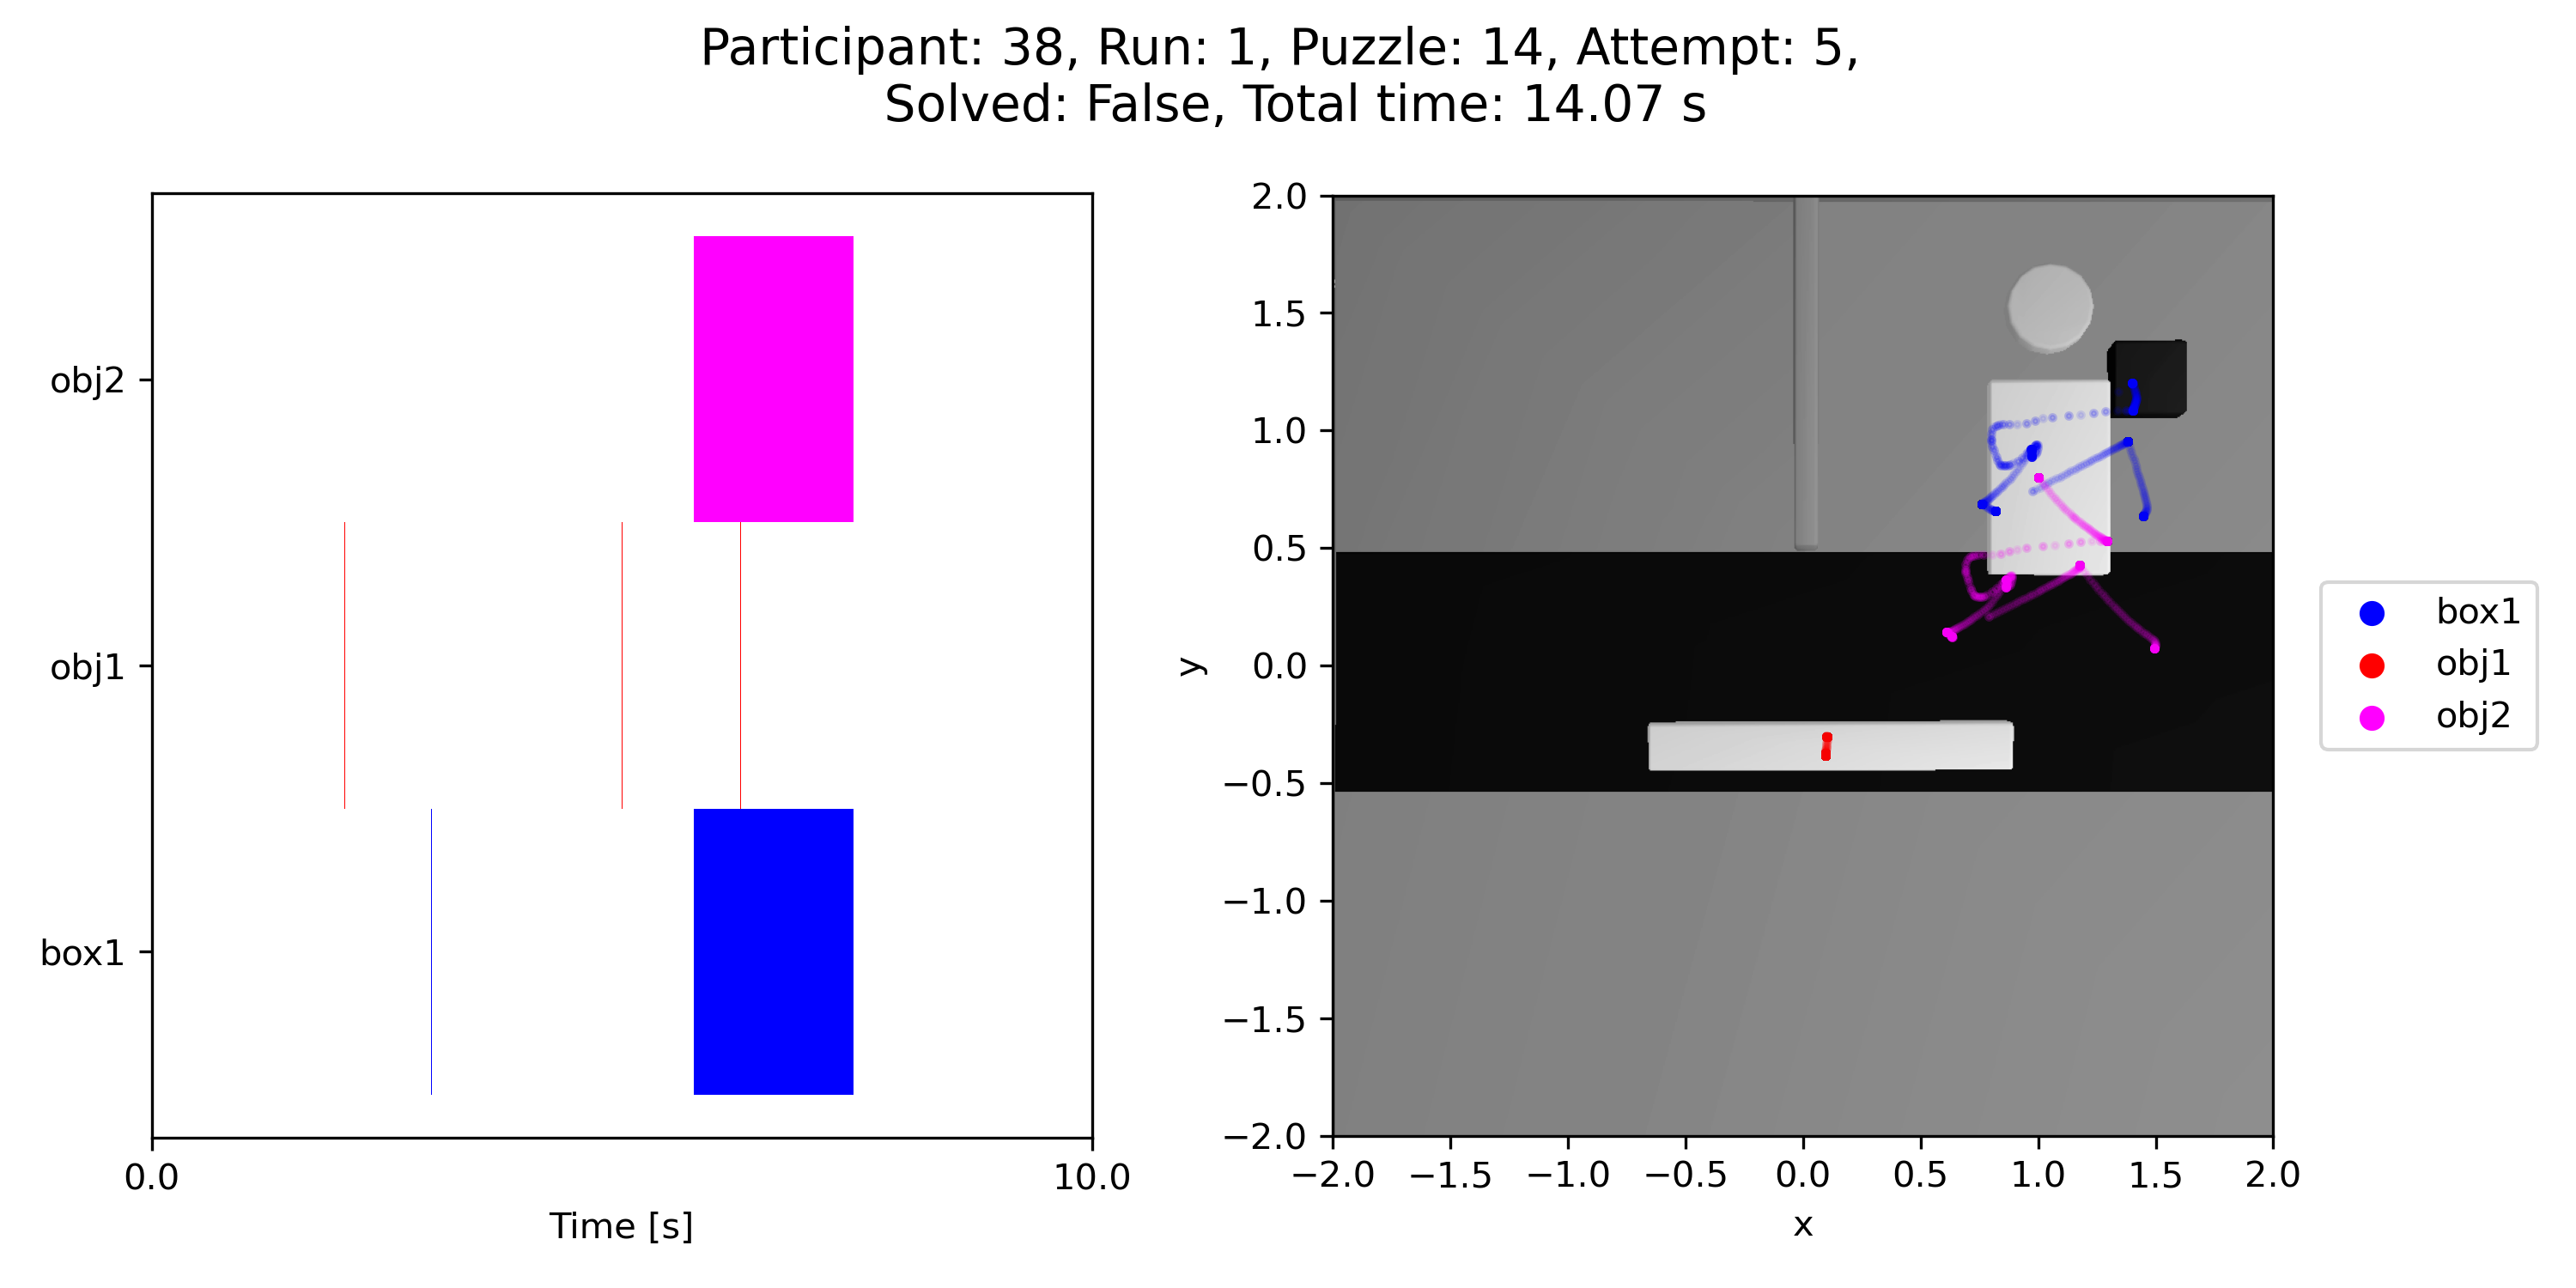 Participant: 38, Run: 1, Puzzle: 14, Attempt: 5,
Solved: False, Total time: 14.07 s
obj2
obj1
box1
0.0
10.0
Time [s]
2.0
1.5
1.0
0.5
0.0
−0.5
−1.0
−1.5
−2.0
y
−2.0 −1.5 −1.0 −0.5 0.0 0.5 1.0 1.5 2.0
x
box1
obj1
obj2